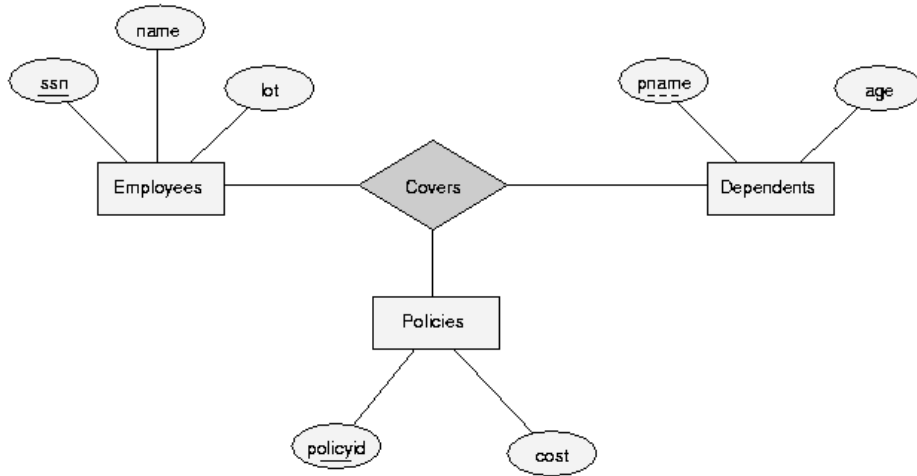 name
ssn
lot
pname
age
Employees
Covers
Dependents
Policies
policyid
cost